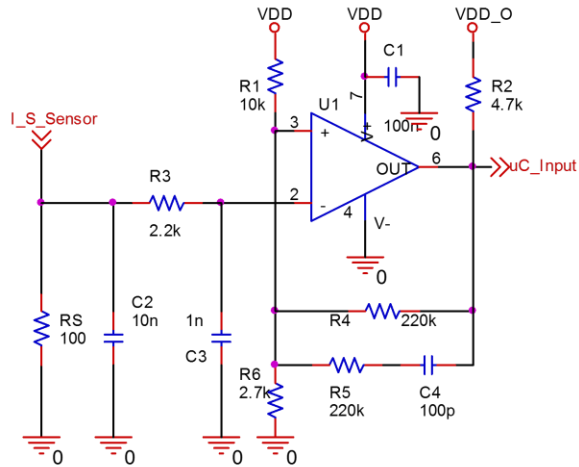 VDD
VDD
VDD_O
R1
10k
C1
100n
0
R2
4.7k
I_S_Sensor
U1
7
V+
3
+
2
-
OUT
6
uC_Input
4
V-
0
R3
2.2k
RS
100
C2
10n
1n
C3
R4
220k
R6
2.7k
R5
220k
C4
100p
0
0
0
0